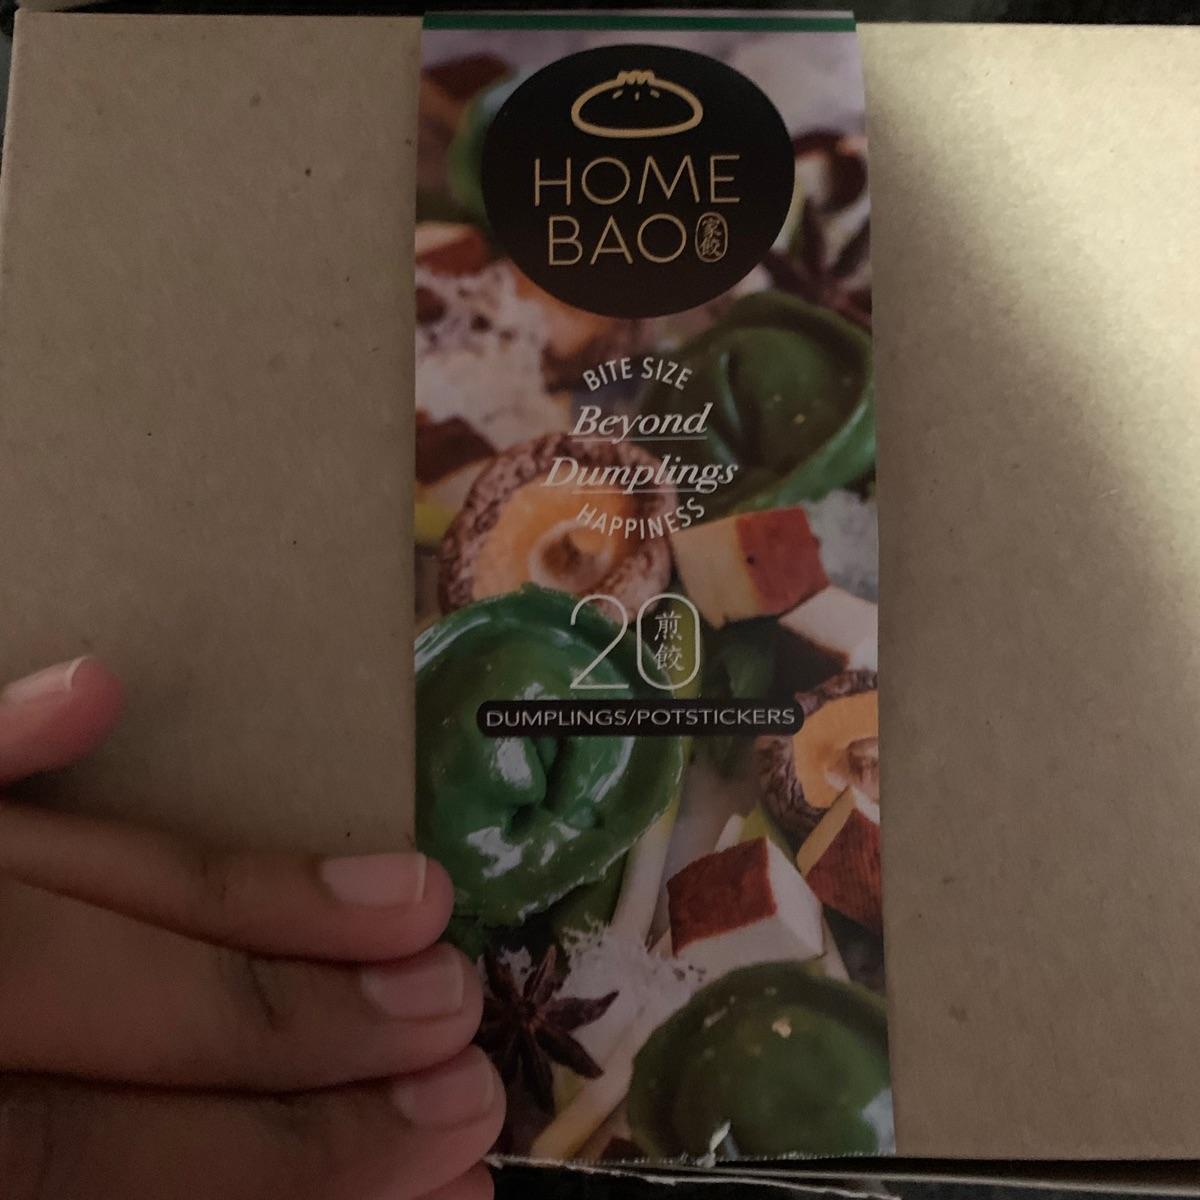 HOME
BAO 家餃
BITE SIZE
Beyond
Dumplings
HAPPINESS
20 煎餃
DUMPLINGS/POTSTICKERS